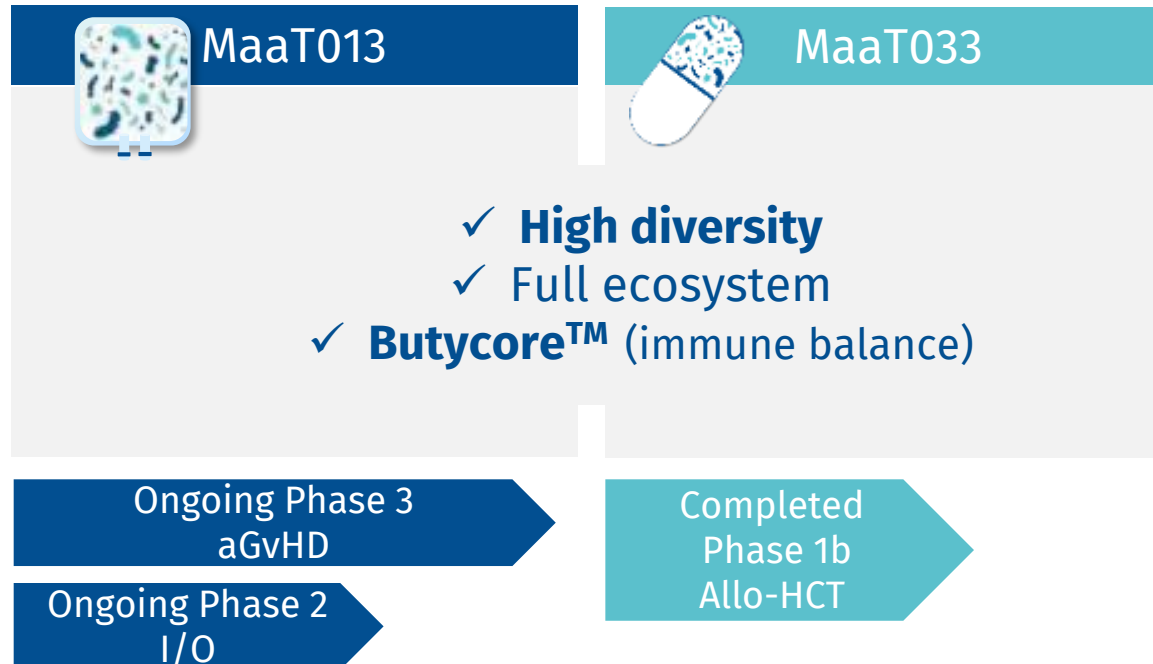 MaaT013
MaaT033
✓ High diversity
✓ Full ecosystem
✓ Butycore™ (immune balance)
Ongoing Phase 3
aGvHD
Ongoing Phase 2
I/O
Completed
Phase 1b
Allo-HCT